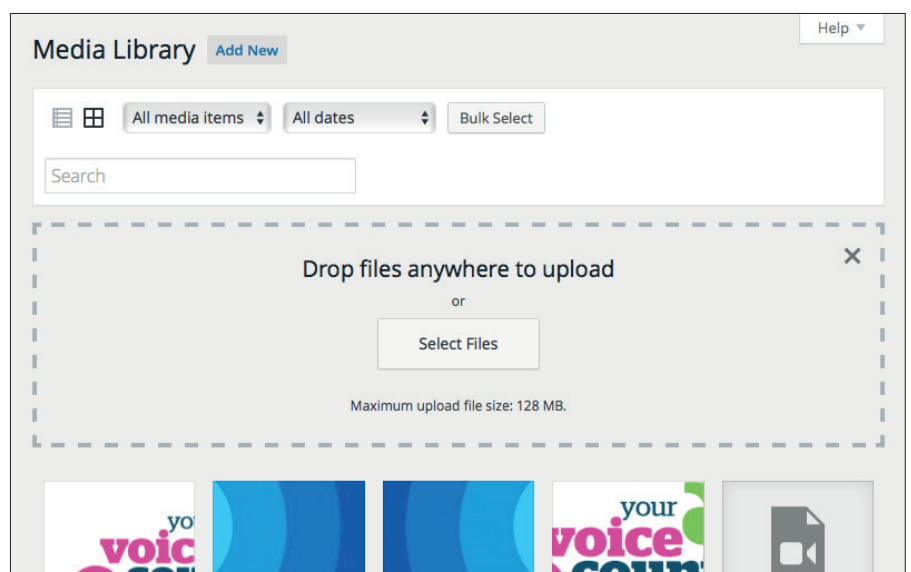 Help
Media Library Add New
All media items All dates Bulk Select
Search
Drop files anywhere to upload
or
Select Files
Maximum upload file size: 128 MB.
your
voice